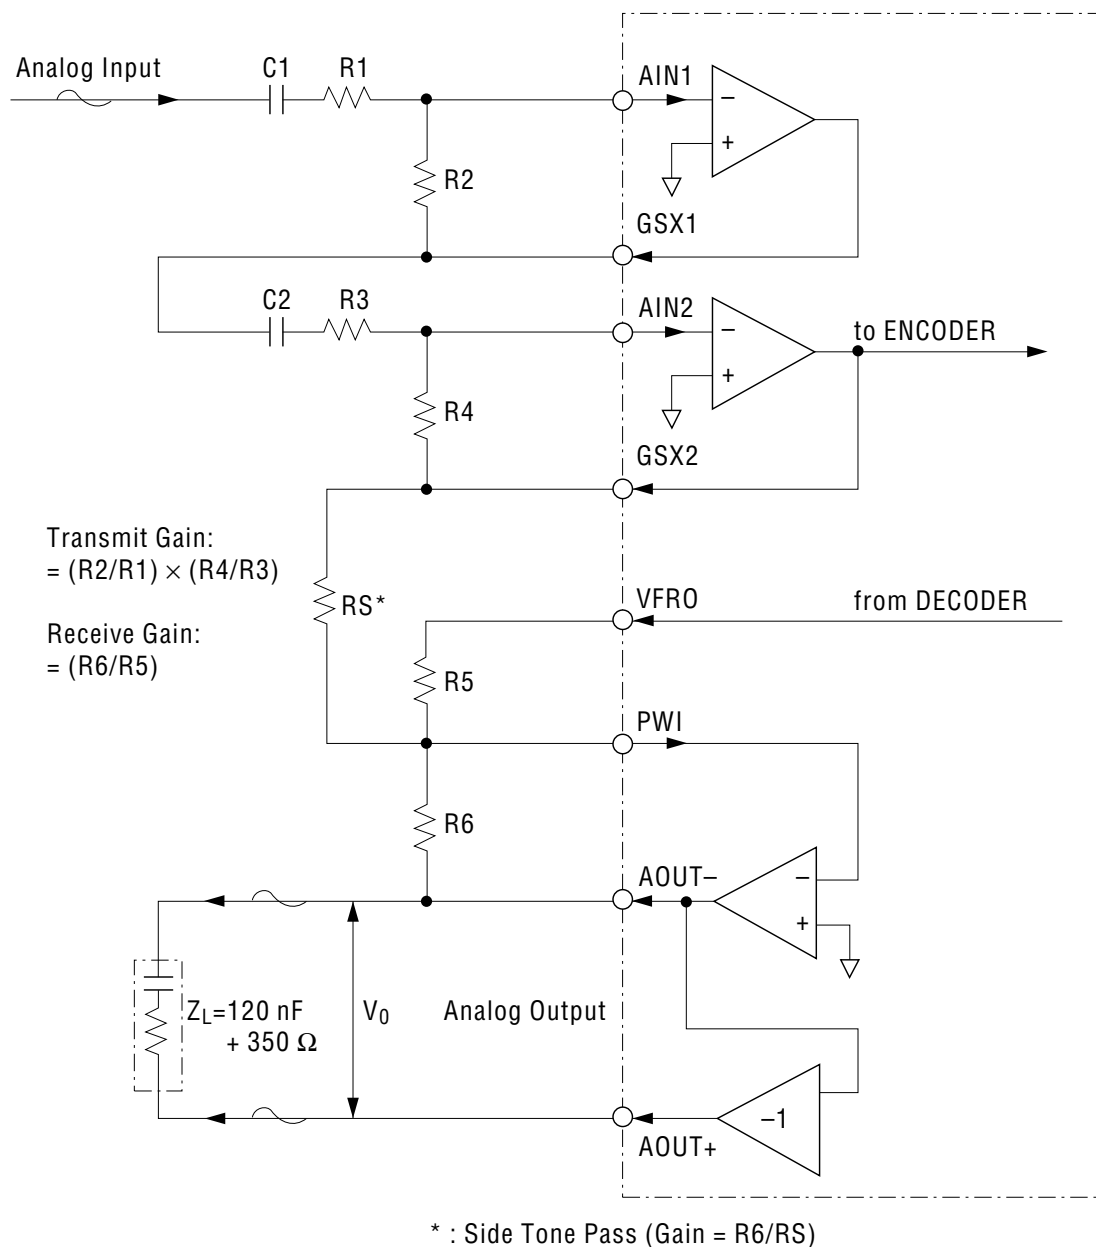 Analog Input
C1
R1
AIN1
−
+
R2
GSX1
C2
R3
AIN2
−
+
to ENCODER
R4
GSX2
Transmit Gain:
= (R2/R1) × (R4/R3)
RS*
VFRO
from DECODER
Receive Gain:
= (R6/R5)
R5
PWI
R6
AOUT−
−
+
ZL=120 nF
+ 350 Ω
V0
Analog Output
−1
AOUT+
* : Side Tone Pass (Gain = R6/RS)